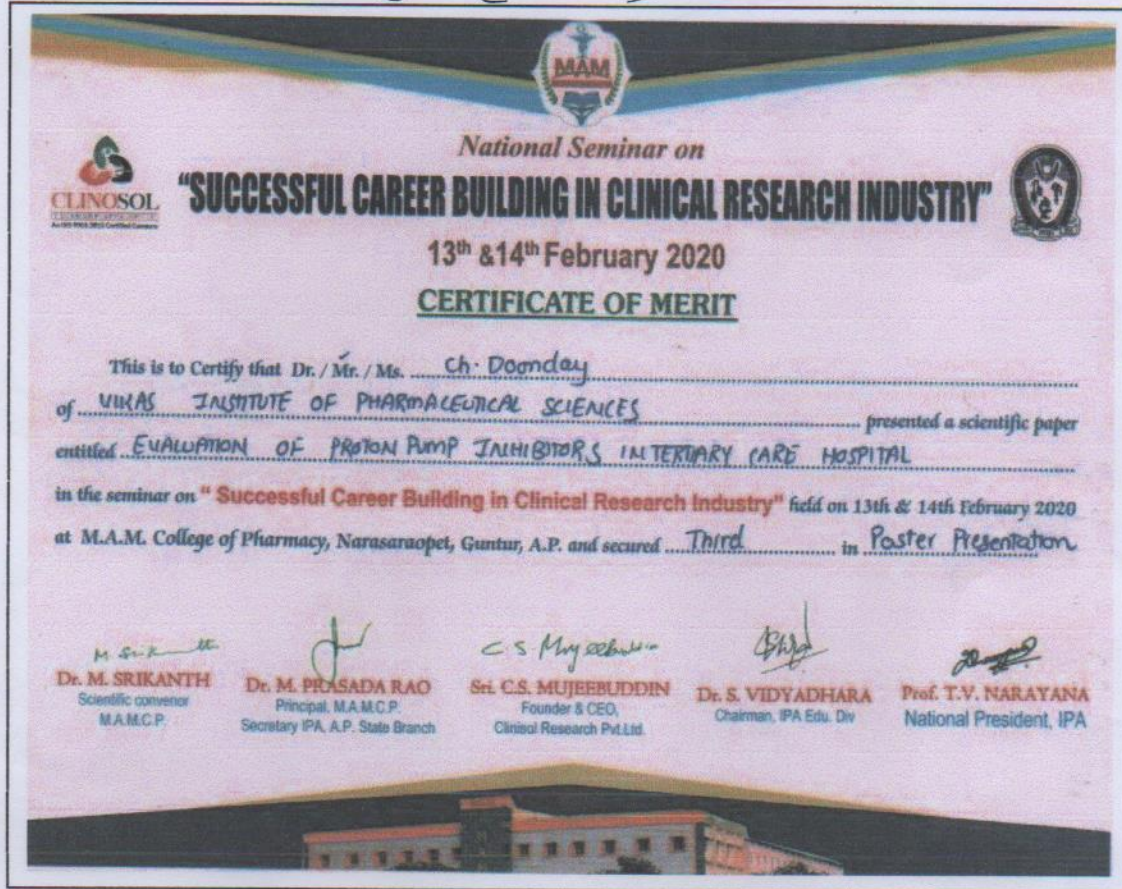 MAM
National Seminar on
CLINOSOL
"SUCCESSFUL CAREER BUILDING IN CLINICAL RESEARCH INDUSTRY"
13th &14th February 2020
CERTIFICATE OF MERIT
This is to Certify that Dr. / Mr. / Ms. Ch. Doonday
of VIKAS INSTITUTE OF PHARMACEUTICAL SCIENCES presented a scientific paper
entitled EVALUATION OF PROTON PUMP INHIBITORS IN TERTIARY CARE HOSPITAL
in the seminar on " Successful Career Building in Clinical Research Industry" held on 13th & 14th February 2020
at M.A.M. College of Pharmacy, Narasaraopet, Guntur, A.P. and secured Third in Poster Presentation
M Srikanth
C S Mujeebuddin
Dr. M. SRIKANTH
Scientific convenor
M.A.M.C.P.
Dr. M. PRASADA RAO
Principal, M.A.M.C.P.
Secretary IPA, A.P. State Branch
Sri. C.S. MUJEEBUDDIN
Founder & CEO,
Clinisol Research Pvt.Ltd.
Dr. S. VIDYADHARA
Chairman, IPA Edu. Div
Prof. T.V. NARAYANA
National President, IPA